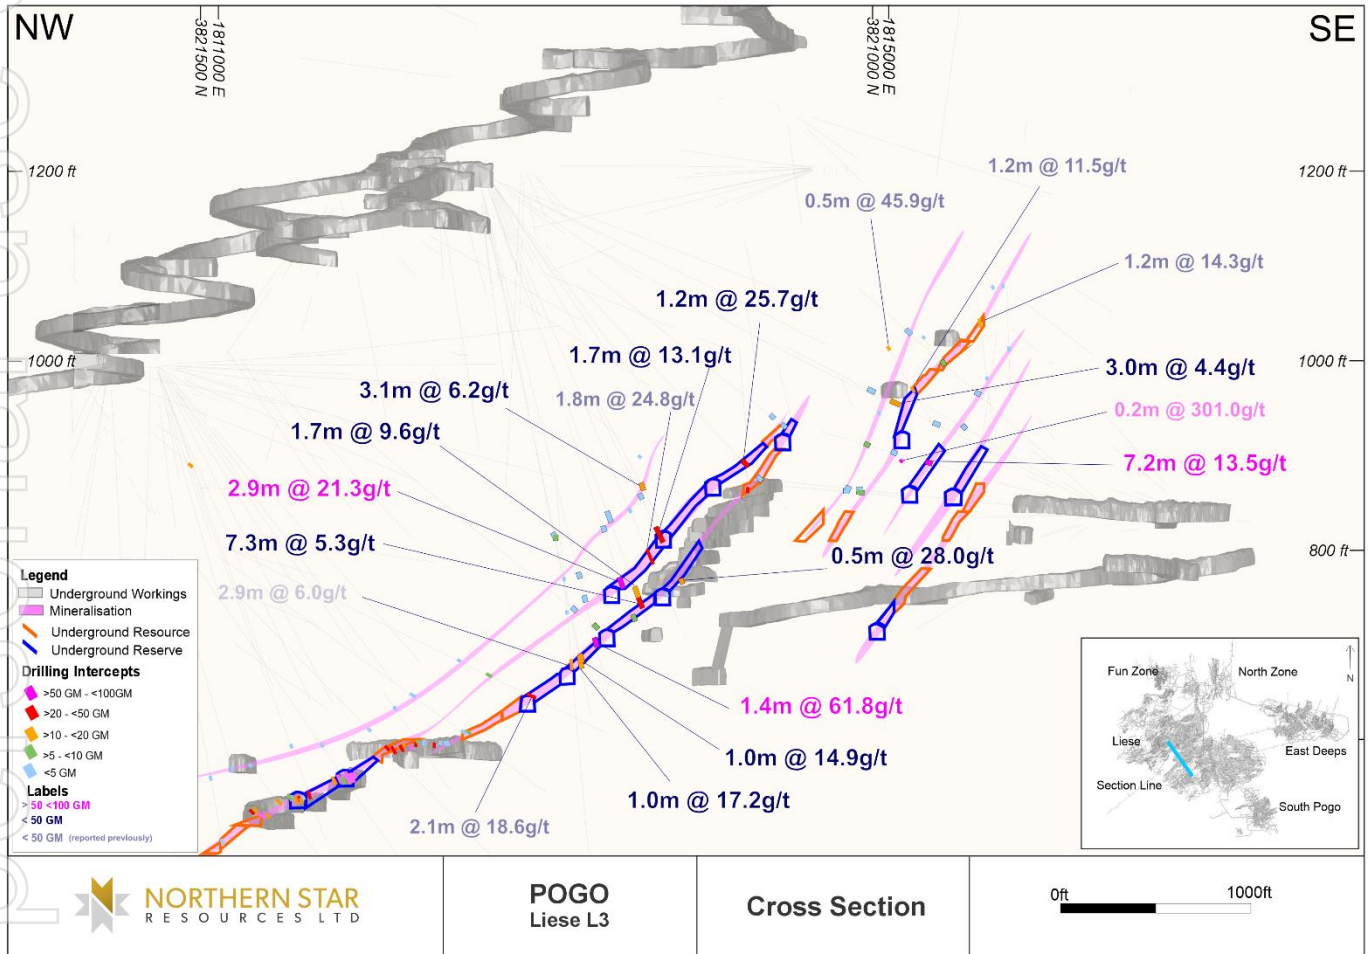 NW
SE
3821500 N
1811000 E
3821000 N
1815000 E
1200 ft
1200 ft
1000 ft
1000 ft
800 ft
1.2m @ 11.5g/t
0.5m @ 45.9g/t
1.2m @ 14.3g/t
1.2m @ 25.7g/t
1.7m @ 13.1g/t
3.0m @ 4.4g/t
3.1m @ 6.2g/t
1.8m @ 24.8g/t
0.2m @ 301.0g/t
1.7m @ 9.6g/t
7.2m @ 13.5g/t
2.9m @ 21.3g/t
7.3m @ 5.3g/t
0.5m @ 28.0g/t
2.9m @ 6.0g/t
1.4m @ 61.8g/t
1.0m @ 14.9g/t
1.0m @ 17.2g/t
2.1m @ 18.6g/t
Legend
Underground Workings
Mineralisation
Underground Resource
Underground Reserve
Drilling Intercepts
>50 GM - <100GM
>20 - <50 GM
>10 - <20 GM
>5 - <10 GM
<5 GM
Labels
> 50 <100 GM
< 50 GM
< 50 GM (reported previously)
Fun Zone
North Zone
N
Liese
East Deeps
Section Line
South Pogo
NORTHERN STAR
RESOURCES LTD
POGO
Liese L3
Cross Section
0ft
1000ft